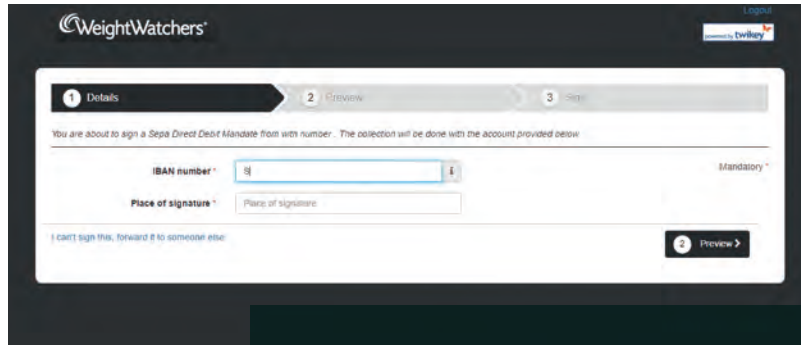 Logout
WeightWatchers
powered by twikey
1 Details
2 Preview
3 Sign
You are about to sign a Sepa Direct Debit Mandate from with number . The collection will be done with the account provided below
IBAN number *
Mandatory *
Place of signature *
Place of signature
I can't sign this, forward it to someone else
2 Preview